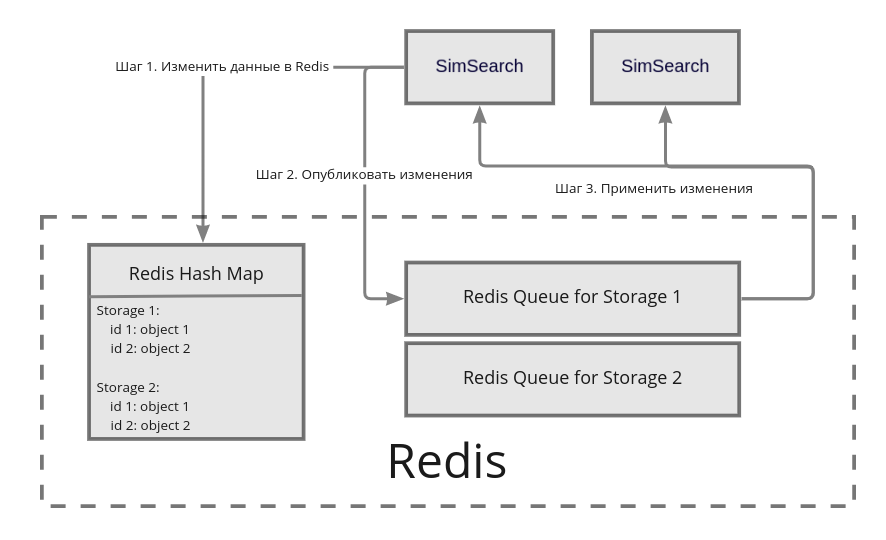 SimSearch
SimSearch
Шаг 1. Изменить данные в Redis
Шаг 2. Опубликовать изменения
Шаг 3. Применить изменения
Redis Hash Map
Storage 1:
id 1: object 1
id 2: object 2
Storage 2:
id 1: object 1
id 2: object 2
Redis Queue for Storage 1
Redis Queue for Storage 2
Redis